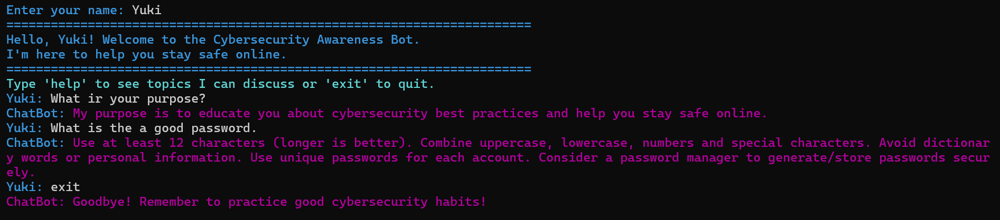 Enter your name: Yuki
=======================================================================
Hello, Yuki! Welcome to the Cybersecurity Awareness Bot.
I'm here to help you stay safe online.
=======================================================================
Type 'help' to see topics I can discuss or 'exit' to quit.
Yuki: What ir your purpose?
ChatBot: My purpose is to educate you about cybersecurity best practices and help you stay safe online.
Yuki: What is the a good password.
ChatBot: Use at least 12 characters (longer is better). Combine uppercase, lowercase, numbers and special characters. Avoid dictionar
y words or personal information. Use unique passwords for each account. Consider a password manager to generate/store passwords secur
ely.
Yuki: exit
ChatBot: Goodbye! Remember to practice good cybersecurity habits!